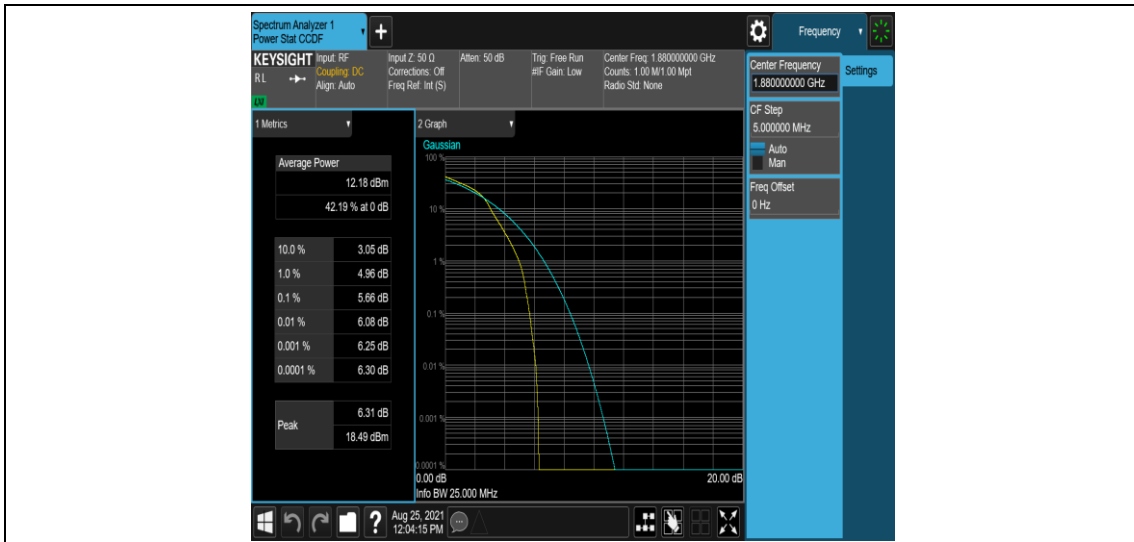 Spectrum Analyzer 1
Power Stat CCDF
+
Frequency
KEYSIGHT
RL
LXI
Input: RF
Coupling: DC
Align: Auto
Input Z: 50 Ω
Corrections: Off
Freq Ref: Int (S)
Atten: 50 dB
Trig: Free Run
#IF Gain: Low
Center Freq: 1.880000000 GHz
Counts: 1.00 M/1.00 Mpt
Radio Std: None
Center Frequency
1.880000000 GHz
Settings
CF Step
5.000000 MHz
Auto
Man
Freq Offset
0 Hz
1 Metrics
Average Power
12.18 dBm
42.19 % at 0 dB
10.0 % 3.05 dB
1.0 % 4.96 dB
0.1 % 5.66 dB
0.01 % 6.08 dB
0.001 % 6.25 dB
0.0001 % 6.30 dB
Peak
6.31 dB
18.49 dBm
2 Graph
Gaussian
100 %
10 %
1 %
0.1 %
0.01 %
0.001 %
0.0001 %
0.00 dB 20.00 dB
Info BW 25.000 MHz
?
Aug 25, 2021
12:04:15 PM